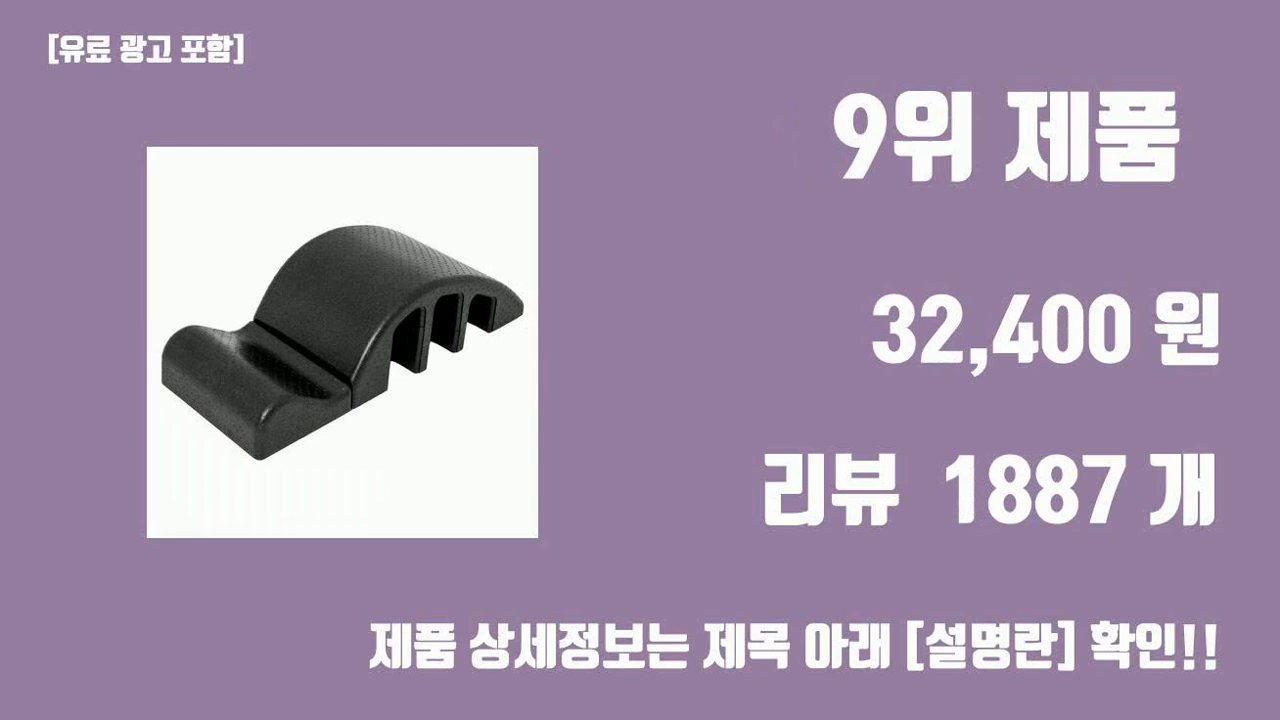 [유료 광고 포함]
9위 제품
32,400 원
리뷰 1887 개
제품 상세정보는 제목 아래 [설명란] 확인!!